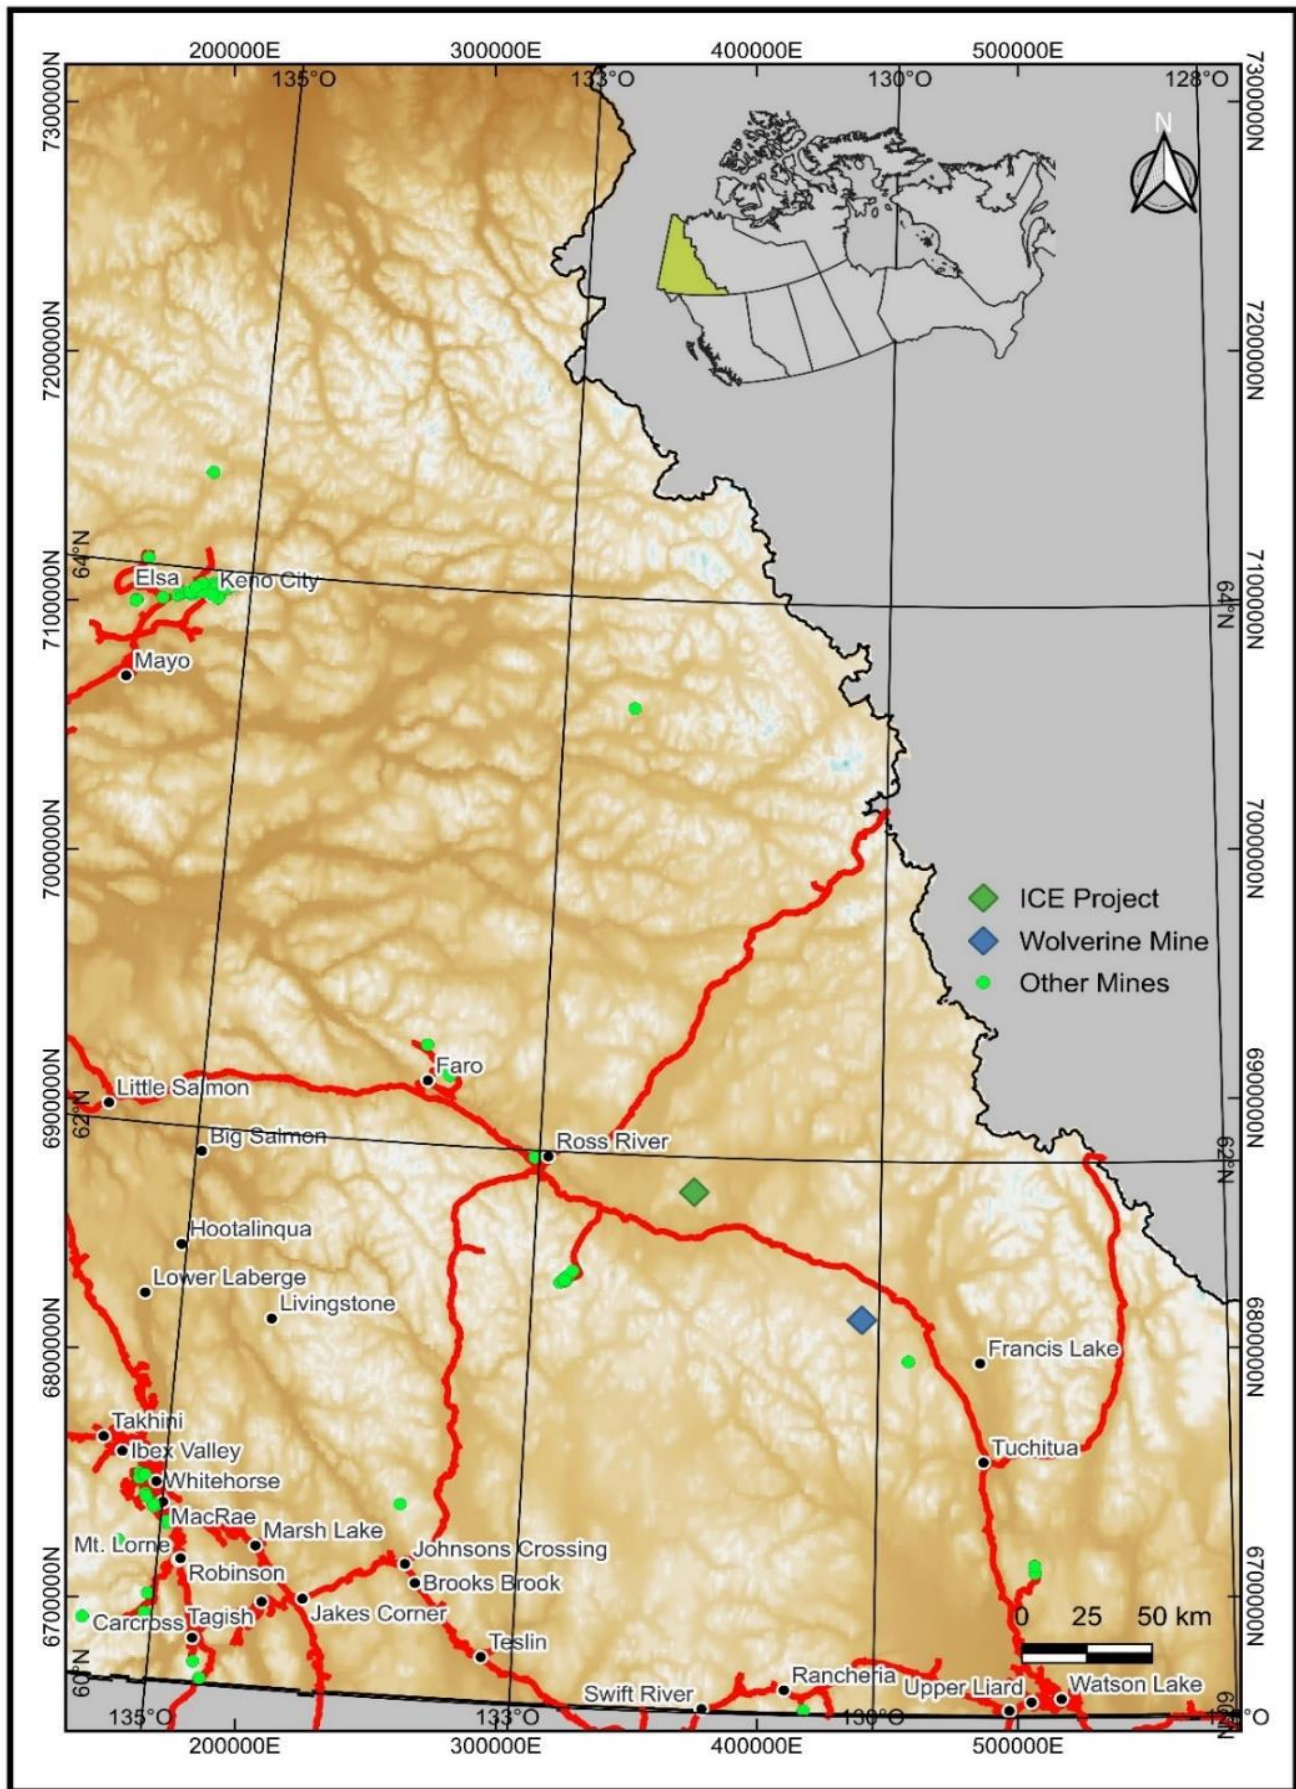 200000E 300000E 400000E 500000E
135°O 133°O 130°O 128°O
7300000N
7300000N
N
7200000N
7200000N
64°N
Elsa
Keno City
7100000N
7100000N
64°N
Mayo
7000000N
7000000N
ICE Project
Wolverine Mine
Other Mines
Faro
Little Salmon
6900000N
6900000N
62°N
Big Salmon
Ross River
62°N
Hootalinqua
Lower Laberge
Livingstone
6800000N
6800000N
Francis Lake
Takhini
Ibex Valley
Tuchitua
Whitehorse
MacRae
Marsh Lake
Mt. Lorne
Johnsons Crossing
Robinson
Brooks Brook
6700000N
6700000N
Carcross
Tagish
Jakes Corner
0 25 50 km
Teslin
60°N
Rancheria
Swift River
Upper Liard
Watson Lake
60°N
135°O 133°O 130°O
200000E 300000E 400000E 500000E